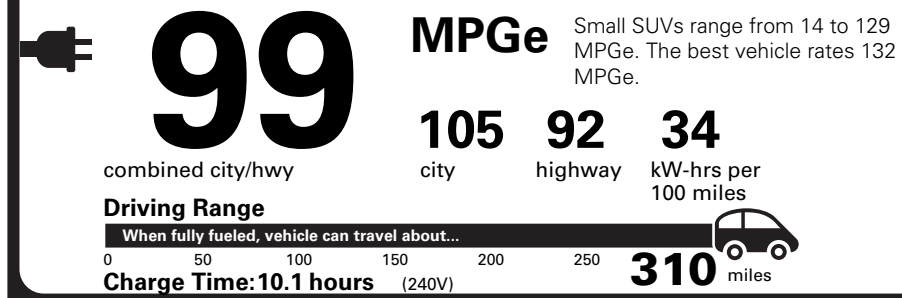 99
combined city/hwy
MPGe
Small SUVs range from 14 to 129
MPGe. The best vehicle rates 132
MPGe.
105
city
92
highway
34
kW-hrs per
100 miles
Driving Range
When fully fueled, vehicle can travel about...
0 50 100 150 200 250 310 miles
Charge Time: 10.1 hours (240V)